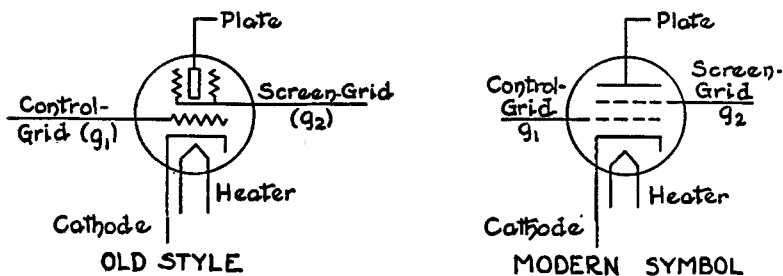 Plate
Control-
Grid (g₁)
Screen-Grid
(g₂)
Heater
Cathode
OLD STYLE
Plate
Control-
Grid
g₁
Screen-
Grid
g₂
Heater
Cathode
MODERN SYMBOL